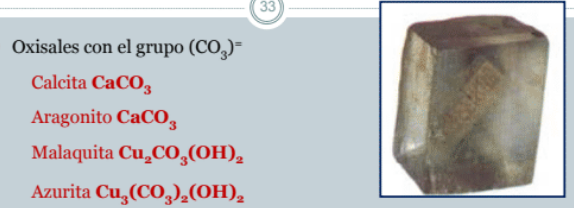 33
Oxisales con el grupo (CO₃)⁼
Calcita CaCO₃
Aragonito CaCO₃
Malaquita Cu₂CO₃(OH)₂
Azurita Cu₃(CO₃)₂(OH)₂